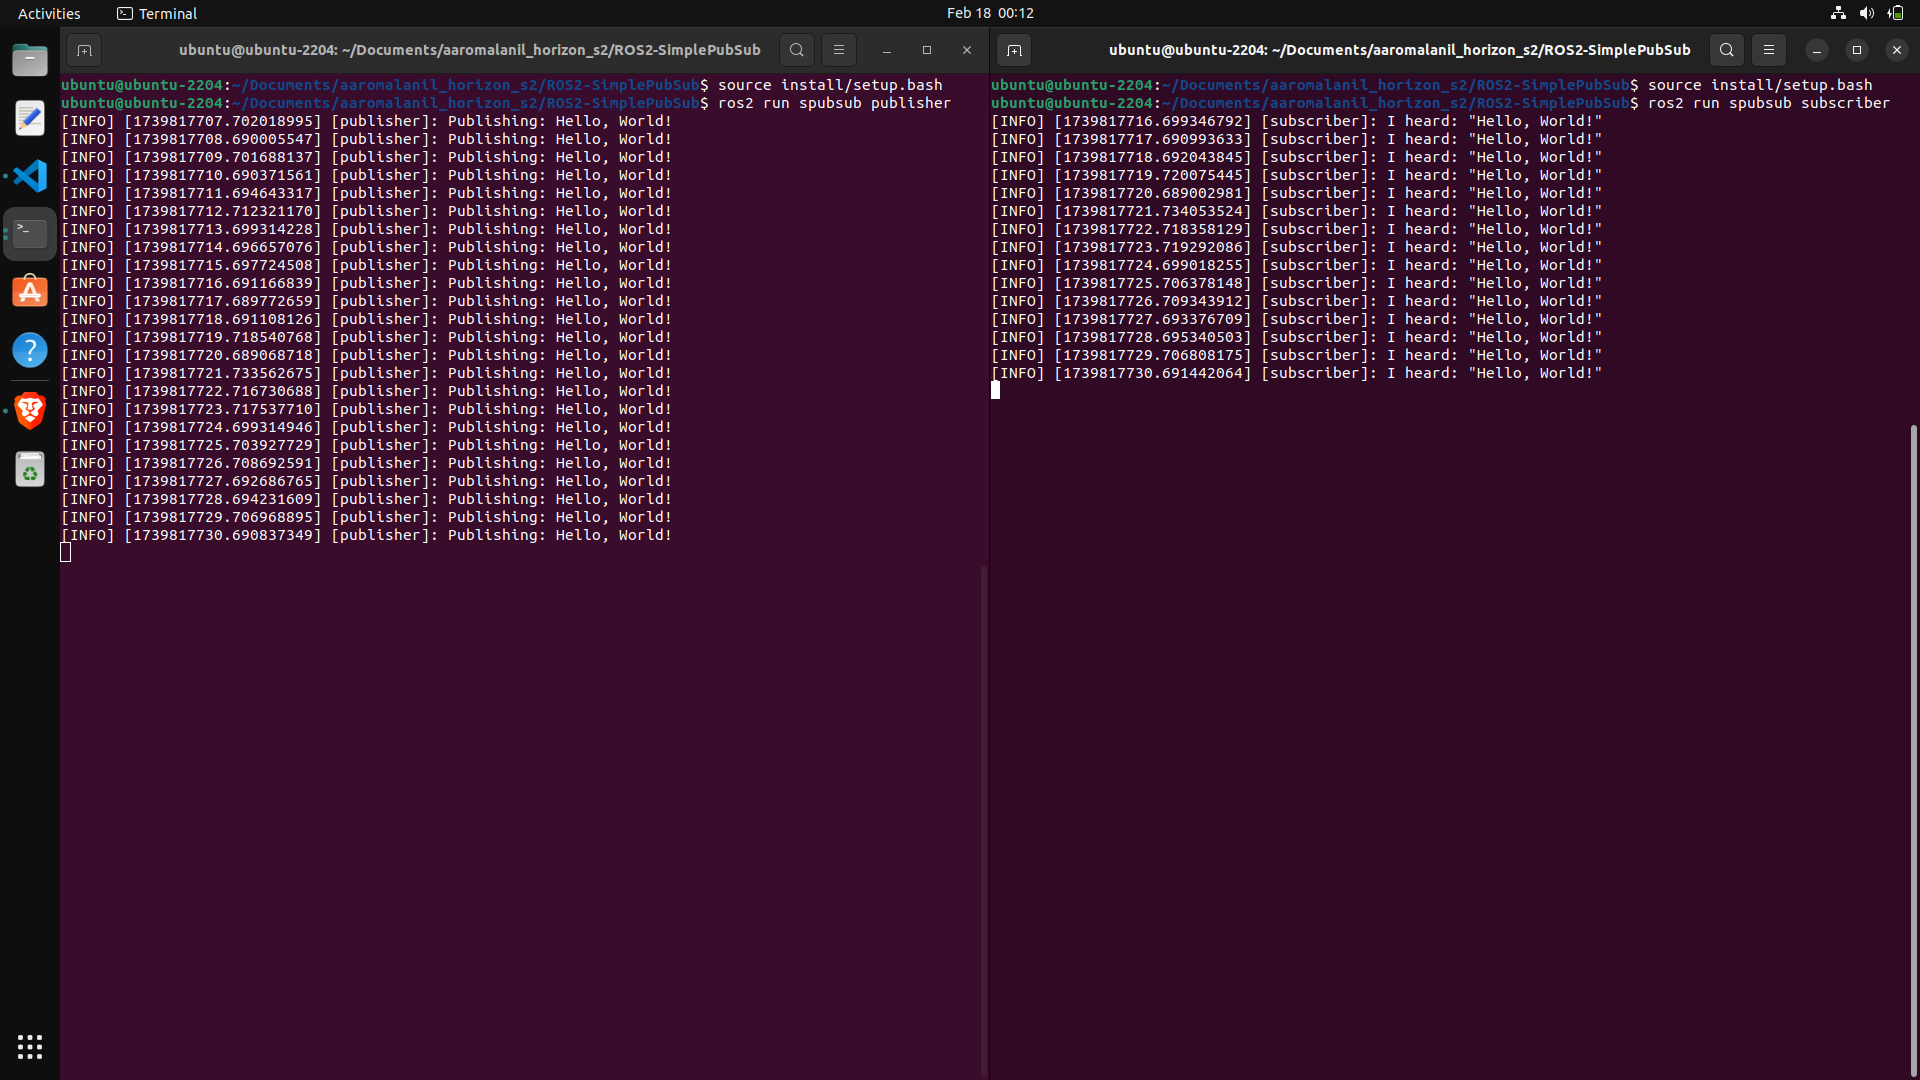 Activities
Terminal
Feb 18 00:12
ubuntu@ubuntu-2204: ~/Documents/aaromalanil_horizon_s2/ROS2-SimplePubSub
ubuntu@ubuntu-2204:~/Documents/aaromalanil_horizon_s2/ROS2-SimplePubSub$ source install/setup.bash
ubuntu@ubuntu-2204:~/Documents/aaromalanil_horizon_s2/ROS2-SimplePubSub$ ros2 run spubsub publisher
[INFO] [1739817707.702018995] [publisher]: Publishing: Hello, World!
[INFO] [1739817708.690005547] [publisher]: Publishing: Hello, World!
[INFO] [1739817709.701688137] [publisher]: Publishing: Hello, World!
[INFO] [1739817710.690371561] [publisher]: Publishing: Hello, World!
[INFO] [1739817711.694643317] [publisher]: Publishing: Hello, World!
[INFO] [1739817712.712321170] [publisher]: Publishing: Hello, World!
[INFO] [1739817713.699314228] [publisher]: Publishing: Hello, World!
[INFO] [1739817714.696657076] [publisher]: Publishing: Hello, World!
[INFO] [1739817715.697724508] [publisher]: Publishing: Hello, World!
[INFO] [1739817716.691166839] [publisher]: Publishing: Hello, World!
[INFO] [1739817717.689772659] [publisher]: Publishing: Hello, World!
[INFO] [1739817718.691108126] [publisher]: Publishing: Hello, World!
[INFO] [1739817719.718540768] [publisher]: Publishing: Hello, World!
[INFO] [1739817720.689068718] [publisher]: Publishing: Hello, World!
[INFO] [1739817721.733562675] [publisher]: Publishing: Hello, World!
[INFO] [1739817722.716730688] [publisher]: Publishing: Hello, World!
[INFO] [1739817723.717537710] [publisher]: Publishing: Hello, World!
[INFO] [1739817724.699314946] [publisher]: Publishing: Hello, World!
[INFO] [1739817725.703927729] [publisher]: Publishing: Hello, World!
[INFO] [1739817726.708692591] [publisher]: Publishing: Hello, World!
[INFO] [1739817727.692686765] [publisher]: Publishing: Hello, World!
[INFO] [1739817728.694231609] [publisher]: Publishing: Hello, World!
[INFO] [1739817729.706968895] [publisher]: Publishing: Hello, World!
[INFO] [1739817730.690837349] [publisher]: Publishing: Hello, World!
ubuntu@ubuntu-2204: ~/Documents/aaromalanil_horizon_s2/ROS2-SimplePubSub
ubuntu@ubuntu-2204:~/Documents/aaromalanil_horizon_s2/ROS2-SimplePubSub$ source install/setup.bash
ubuntu@ubuntu-2204:~/Documents/aaromalanil_horizon_s2/ROS2-SimplePubSub$ ros2 run spubsub subscriber
[INFO] [1739817716.699346792] [subscriber]: I heard: "Hello, World!"
[INFO] [1739817717.690993633] [subscriber]: I heard: "Hello, World!"
[INFO] [1739817718.692043845] [subscriber]: I heard: "Hello, World!"
[INFO] [1739817719.720075445] [subscriber]: I heard: "Hello, World!"
[INFO] [1739817720.689002981] [subscriber]: I heard: "Hello, World!"
[INFO] [1739817721.734053524] [subscriber]: I heard: "Hello, World!"
[INFO] [1739817722.718358129] [subscriber]: I heard: "Hello, World!"
[INFO] [1739817723.719292086] [subscriber]: I heard: "Hello, World!"
[INFO] [1739817724.699018255] [subscriber]: I heard: "Hello, World!"
[INFO] [1739817725.706378148] [subscriber]: I heard: "Hello, World!"
[INFO] [1739817726.709343912] [subscriber]: I heard: "Hello, World!"
[INFO] [1739817727.693376709] [subscriber]: I heard: "Hello, World!"
[INFO] [1739817728.695340503] [subscriber]: I heard: "Hello, World!"
[INFO] [1739817729.706808175] [subscriber]: I heard: "Hello, World!"
[INFO] [1739817730.691442064] [subscriber]: I heard: "Hello, World!"